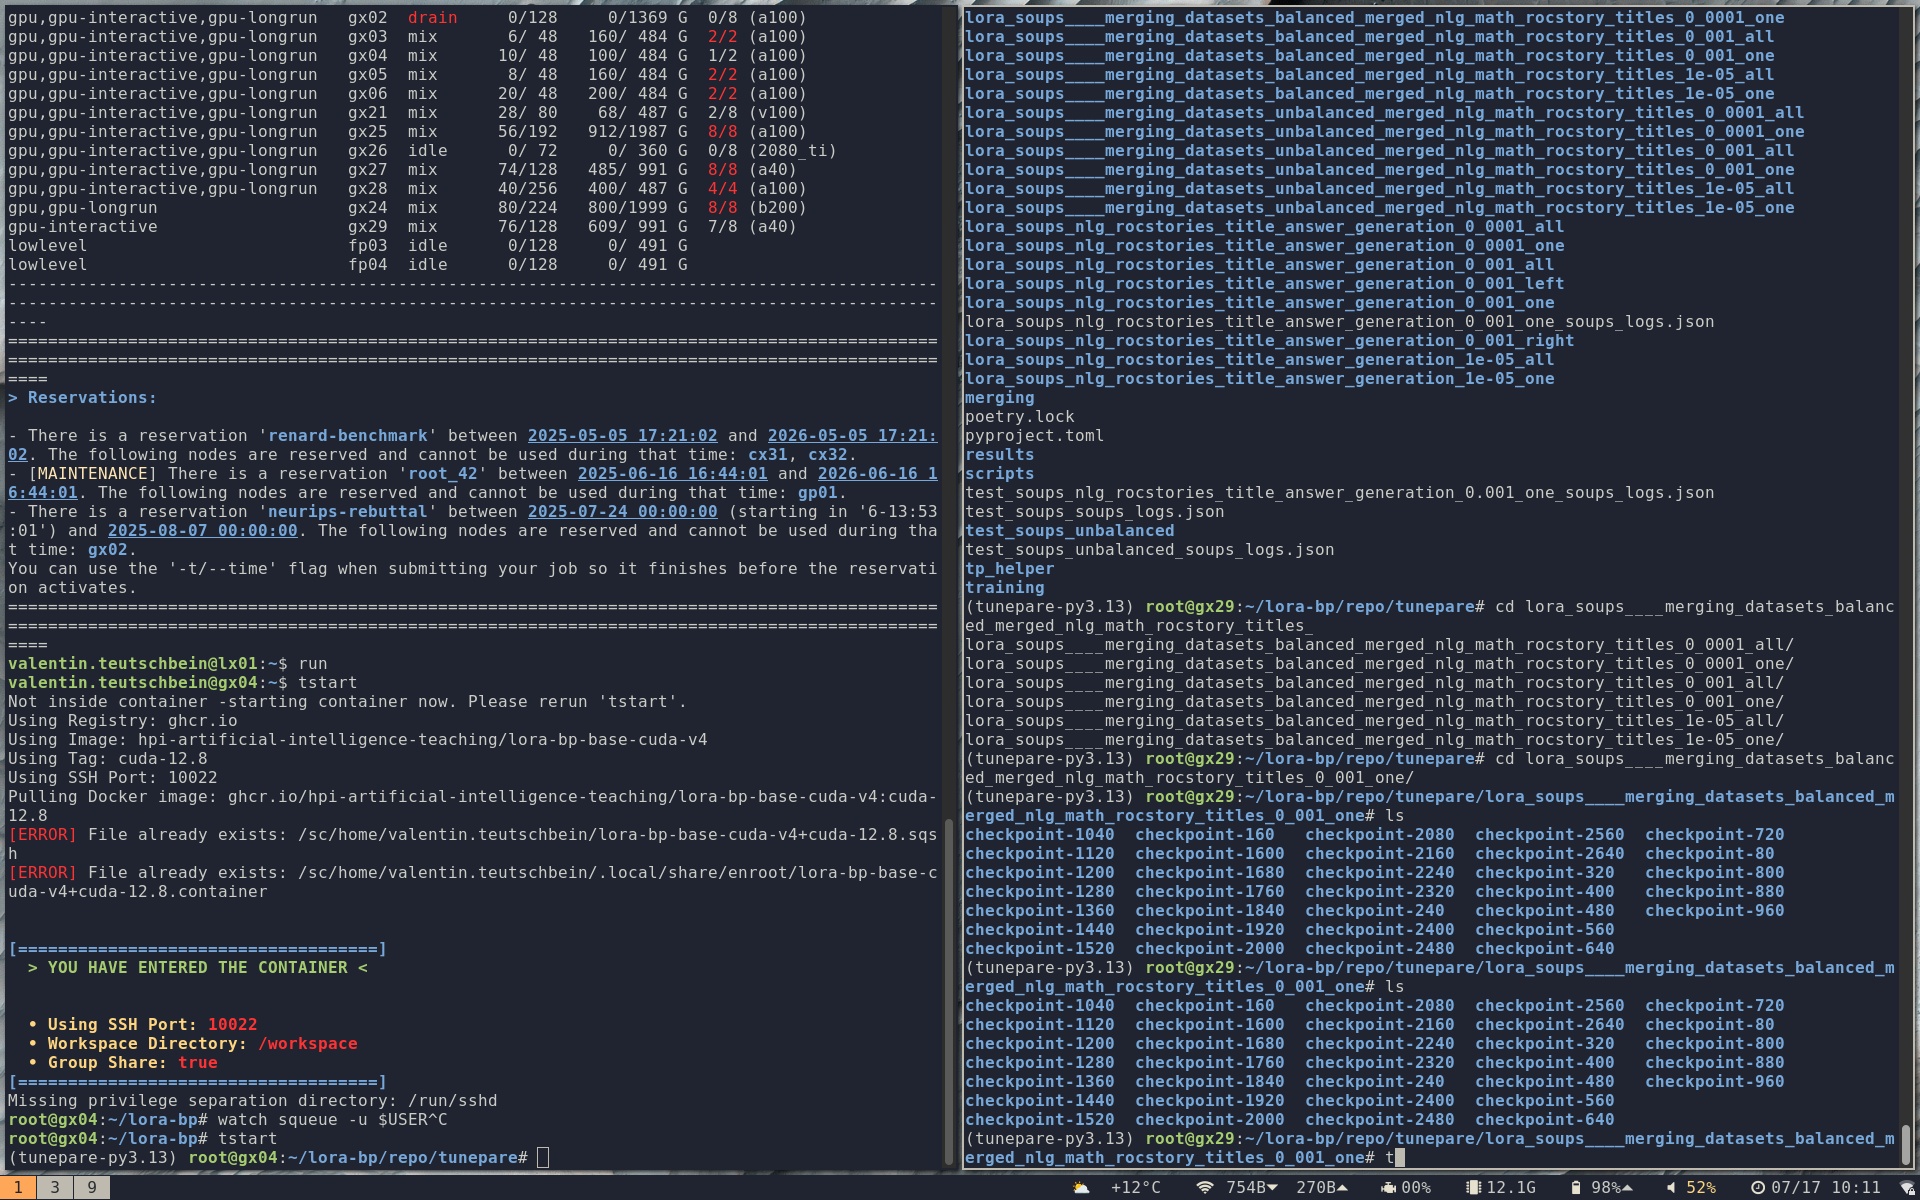 gpu,gpu-interactive,gpu-longrun   gx02  drain     0/128     0/1369 G  0/8 (a100)
gpu,gpu-interactive,gpu-longrun   gx03  mix       6/ 48   160/ 484 G  2/2 (a100)
gpu,gpu-interactive,gpu-longrun   gx04  mix      10/ 48   100/ 484 G  1/2 (a100)
gpu,gpu-interactive,gpu-longrun   gx05  mix       8/ 48   160/ 484 G  2/2 (a100)
gpu,gpu-interactive,gpu-longrun   gx06  mix      20/ 48   200/ 484 G  2/2 (a100)
gpu,gpu-interactive,gpu-longrun   gx21  mix      28/ 80    68/ 487 G  2/8 (v100)
gpu,gpu-interactive,gpu-longrun   gx25  mix      56/192   912/1987 G  8/8 (a100)
gpu,gpu-interactive,gpu-longrun   gx26  idle      0/ 72     0/ 360 G  0/8 (2080_ti)
gpu,gpu-interactive,gpu-longrun   gx27  mix      74/128   485/ 991 G  8/8 (a40)
gpu,gpu-interactive,gpu-longrun   gx28  mix      40/256   400/ 487 G  4/4 (a100)
gpu,gpu-longrun                   gx24  mix      80/224   800/1999 G  8/8 (b200)
gpu-interactive                   gx29  mix      76/128   609/ 991 G  7/8 (a40)
lowlevel                          fp03  idle      0/128     0/ 491 G
lowlevel                          fp04  idle      0/128     0/ 491 G
---------------------------------------------------------------------------------------------
---------------------------------------------------------------------------------------------
----
=============================================================================================
=============================================================================================
====
> Reservations:
- There is a reservation 'renard-benchmark' between 2025-05-05 17:21:02 and 2026-05-05 17:21:
02. The following nodes are reserved and cannot be used during that time: cx31, cx32.
- [MAINTENANCE] There is a reservation 'root_42' between 2025-06-16 16:44:01 and 2026-06-16 1
6:44:01. The following nodes are reserved and cannot be used during that time: gp01.
- There is a reservation 'neurips-rebuttal' between 2025-07-24 00:00:00 (starting in '6-13:53
:01') and 2025-08-07 00:00:00. The following nodes are reserved and cannot be used during tha
t time: gx02.
You can use the '-t/--time' flag when submitting your job so it finishes before the reservati
on activates.
=============================================================================================
=============================================================================================
====
valentin.teutschbein@lx01:~$ run
valentin.teutschbein@gx04:~$ tstart
Not inside container -starting container now. Please rerun 'tstart'.
Using Registry: ghcr.io
Using Image: hpi-artificial-intelligence-teaching/lora-bp-base-cuda-v4
Using Tag: cuda-12.8
Using SSH Port: 10022
Pulling Docker image: ghcr.io/hpi-artificial-intelligence-teaching/lora-bp-base-cuda-v4:cuda-
12.8
[ERROR] File already exists: /sc/home/valentin.teutschbein/lora-bp-base-cuda-v4+cuda-12.8.sqs
h
[ERROR] File already exists: /sc/home/valentin.teutschbein/.local/share/enroot/lora-bp-base-c
uda-v4+cuda-12.8.container
[====================================]
> YOU HAVE ENTERED THE CONTAINER <
• Using SSH Port: 10022
• Workspace Directory: /workspace
• Group Share: true
[====================================]
Missing privilege separation directory: /run/sshd
root@gx04:~/lora-bp# watch squeue -u $USER^C
root@gx04:~/lora-bp# tstart
(tunepare-py3.13) root@gx04:~/lora-bp/repo/tunepare#
lora_soups____merging_datasets_balanced_merged_nlg_math_rocstory_titles_0_0001_one
lora_soups____merging_datasets_balanced_merged_nlg_math_rocstory_titles_0_001_all
lora_soups____merging_datasets_balanced_merged_nlg_math_rocstory_titles_0_001_one
lora_soups____merging_datasets_balanced_merged_nlg_math_rocstory_titles_1e-05_all
lora_soups____merging_datasets_balanced_merged_nlg_math_rocstory_titles_1e-05_one
lora_soups____merging_datasets_unbalanced_merged_nlg_math_rocstory_titles_0_0001_all
lora_soups____merging_datasets_unbalanced_merged_nlg_math_rocstory_titles_0_0001_one
lora_soups____merging_datasets_unbalanced_merged_nlg_math_rocstory_titles_0_001_all
lora_soups____merging_datasets_unbalanced_merged_nlg_math_rocstory_titles_0_001_one
lora_soups____merging_datasets_unbalanced_merged_nlg_math_rocstory_titles_1e-05_all
lora_soups____merging_datasets_unbalanced_merged_nlg_math_rocstory_titles_1e-05_one
lora_soups_nlg_rocstories_title_answer_generation_0_0001_all
lora_soups_nlg_rocstories_title_answer_generation_0_0001_one
lora_soups_nlg_rocstories_title_answer_generation_0_001_all
lora_soups_nlg_rocstories_title_answer_generation_0_001_left
lora_soups_nlg_rocstories_title_answer_generation_0_001_one
lora_soups_nlg_rocstories_title_answer_generation_0_001_one_soups_logs.json
lora_soups_nlg_rocstories_title_answer_generation_0_001_right
lora_soups_nlg_rocstories_title_answer_generation_1e-05_all
lora_soups_nlg_rocstories_title_answer_generation_1e-05_one
merging
poetry.lock
pyproject.toml
results
scripts
test_soups_nlg_rocstories_title_answer_generation_0.001_one_soups_logs.json
test_soups_soups_logs.json
test_soups_unbalanced
test_soups_unbalanced_soups_logs.json
tp_helper
training
(tunepare-py3.13) root@gx29:~/lora-bp/repo/tunepare# cd lora_soups____merging_datasets_balanc
ed_merged_nlg_math_rocstory_titles_
lora_soups____merging_datasets_balanced_merged_nlg_math_rocstory_titles_0_0001_all/
lora_soups____merging_datasets_balanced_merged_nlg_math_rocstory_titles_0_0001_one/
lora_soups____merging_datasets_balanced_merged_nlg_math_rocstory_titles_0_001_all/
lora_soups____merging_datasets_balanced_merged_nlg_math_rocstory_titles_0_001_one/
lora_soups____merging_datasets_balanced_merged_nlg_math_rocstory_titles_1e-05_all/
lora_soups____merging_datasets_balanced_merged_nlg_math_rocstory_titles_1e-05_one/
(tunepare-py3.13) root@gx29:~/lora-bp/repo/tunepare# cd lora_soups____merging_datasets_balanc
ed_merged_nlg_math_rocstory_titles_0_001_one/
(tunepare-py3.13) root@gx29:~/lora-bp/repo/tunepare/lora_soups____merging_datasets_balanced_m
erged_nlg_math_rocstory_titles_0_001_one# ls
checkpoint-1040  checkpoint-160   checkpoint-2080  checkpoint-2560  checkpoint-720
checkpoint-1120  checkpoint-1600  checkpoint-2160  checkpoint-2640  checkpoint-80
checkpoint-1200  checkpoint-1680  checkpoint-2240  checkpoint-320   checkpoint-800
checkpoint-1280  checkpoint-1760  checkpoint-2320  checkpoint-400   checkpoint-880
checkpoint-1360  checkpoint-1840  checkpoint-240   checkpoint-480   checkpoint-960
checkpoint-1440  checkpoint-1920  checkpoint-2400  checkpoint-560
checkpoint-1520  checkpoint-2000  checkpoint-2480  checkpoint-640
(tunepare-py3.13) root@gx29:~/lora-bp/repo/tunepare/lora_soups____merging_datasets_balanced_m
erged_nlg_math_rocstory_titles_0_001_one# ls
checkpoint-1040  checkpoint-160   checkpoint-2080  checkpoint-2560  checkpoint-720
checkpoint-1120  checkpoint-1600  checkpoint-2160  checkpoint-2640  checkpoint-80
checkpoint-1200  checkpoint-1680  checkpoint-2240  checkpoint-320   checkpoint-800
checkpoint-1280  checkpoint-1760  checkpoint-2320  checkpoint-400   checkpoint-880
checkpoint-1360  checkpoint-1840  checkpoint-240   checkpoint-480   checkpoint-960
checkpoint-1440  checkpoint-1920  checkpoint-2400  checkpoint-560
checkpoint-1520  checkpoint-2000  checkpoint-2480  checkpoint-640
(tunepare-py3.13) root@gx29:~/lora-bp/repo/tunepare/lora_soups____merging_datasets_balanced_m
erged_nlg_math_rocstory_titles_0_001_one# t
1 3 9 +12°C 754B 270B 00% 12.1G 98% 52% 07/17 10:11